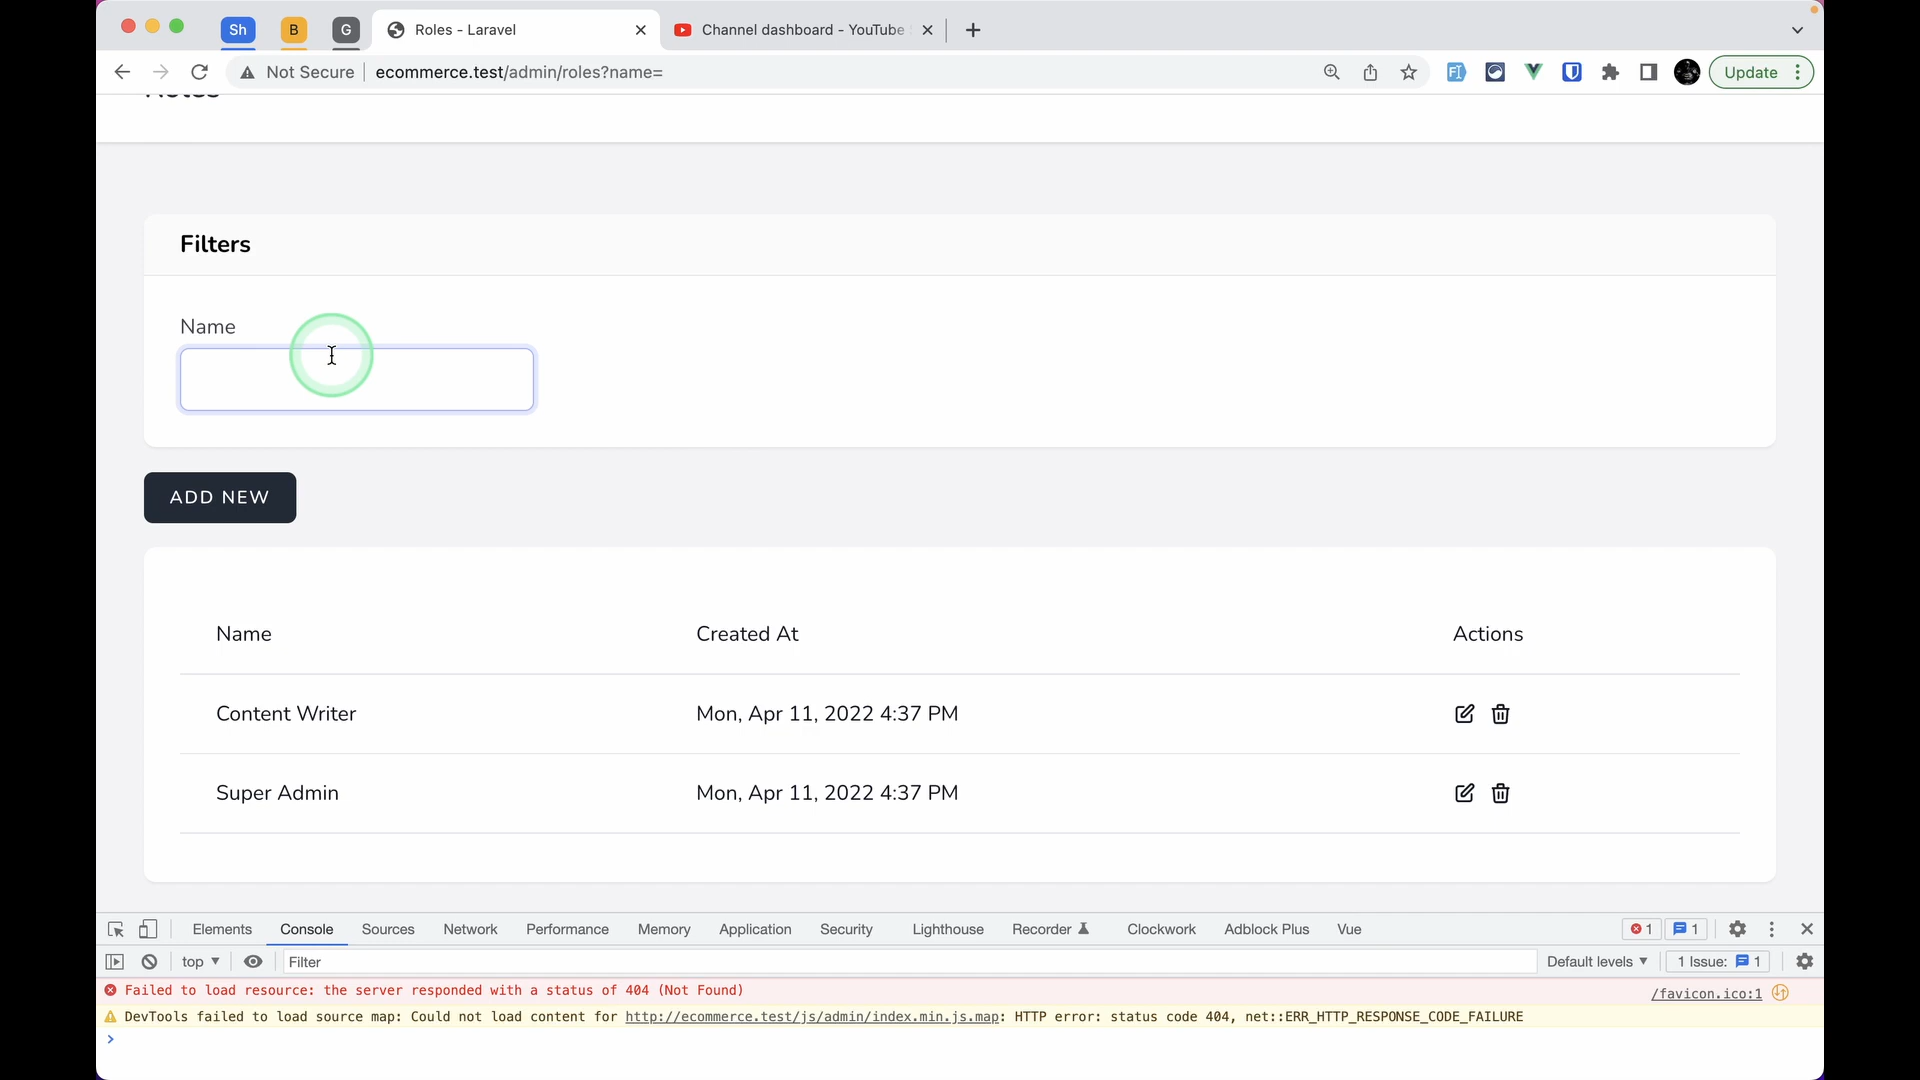 Sh
B
G
Roles - Laravel
Channel dashboard - YouTube
Not Secure
ecommerce.test/admin/roles?name=
Update
Roles
Filters
Name
ADD NEW
Name Created At Actions
Content Writer Mon, Apr 11, 2022 4:37 PM
Super Admin Mon, Apr 11, 2022 4:37 PM
Elements Console Sources Network Performance Memory Application Security Lighthouse Recorder Clockwork Adblock Plus Vue 1 1
top Filter Default levels 1 Issue: 1
Failed to load resource: the server responded with a status of 404 (Not Found) /favicon.ico:1
DevTools failed to load source map: Could not load content for http://ecommerce.test/js/admin/index.min.js.map: HTTP error: status code 404, net::ERR_HTTP_RESPONSE_CODE_FAILURE